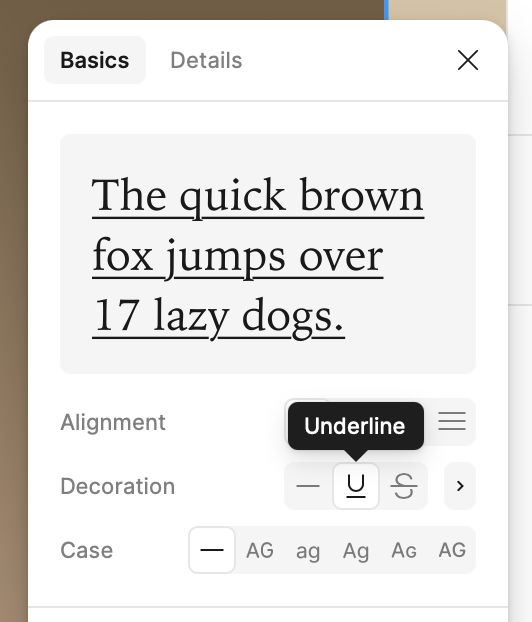 Basics Details
The quick brown
fox jumps over
17 lazy dogs.
Alignment
Underline
Decoration — U S
Case — AG ag Ag Ag AG